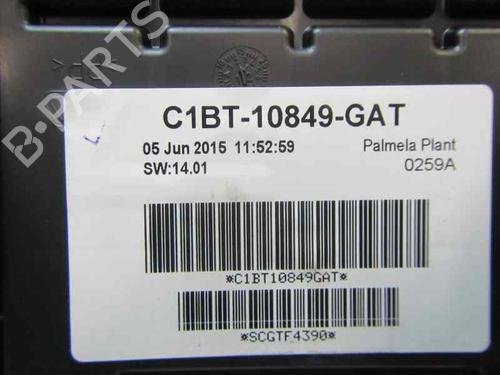 B-PARTS
C1BT-10849-GAT
05 Jun 2015 11:52:59 Palmela Plant
SW:14.01 0259A
*C1BT10849GAT*
*SCGTF4390*